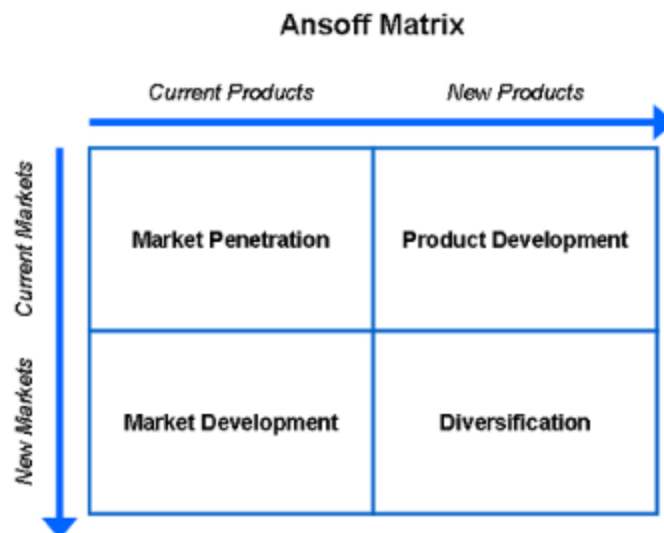 Ansoff Matrix
Current Products
New Products
Current Markets
Market Penetration
Product Development
New Markets
Market Development
Diversification